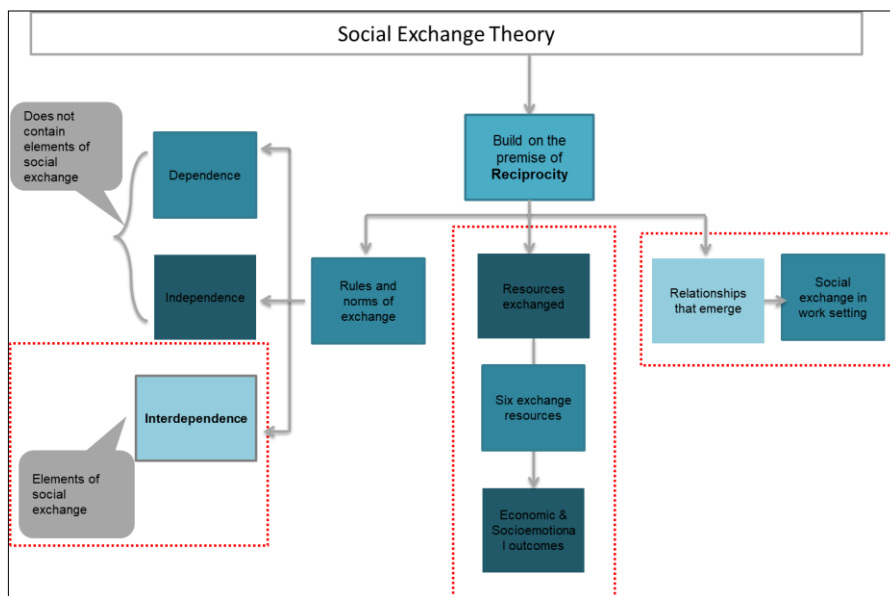 Social Exchange Theory
Does not
contain
elements of
social
exchange
Dependence
Build on the
premise of
Reciprocity
Independence
Rules and
norms of
exchange
Resources
exchanged
Relationships
that emerge
Social
exchange in
work setting
Interdependence
Six exchange
resources
Elements of
social
exchange
Economic &
Socioemotiona
l outcomes